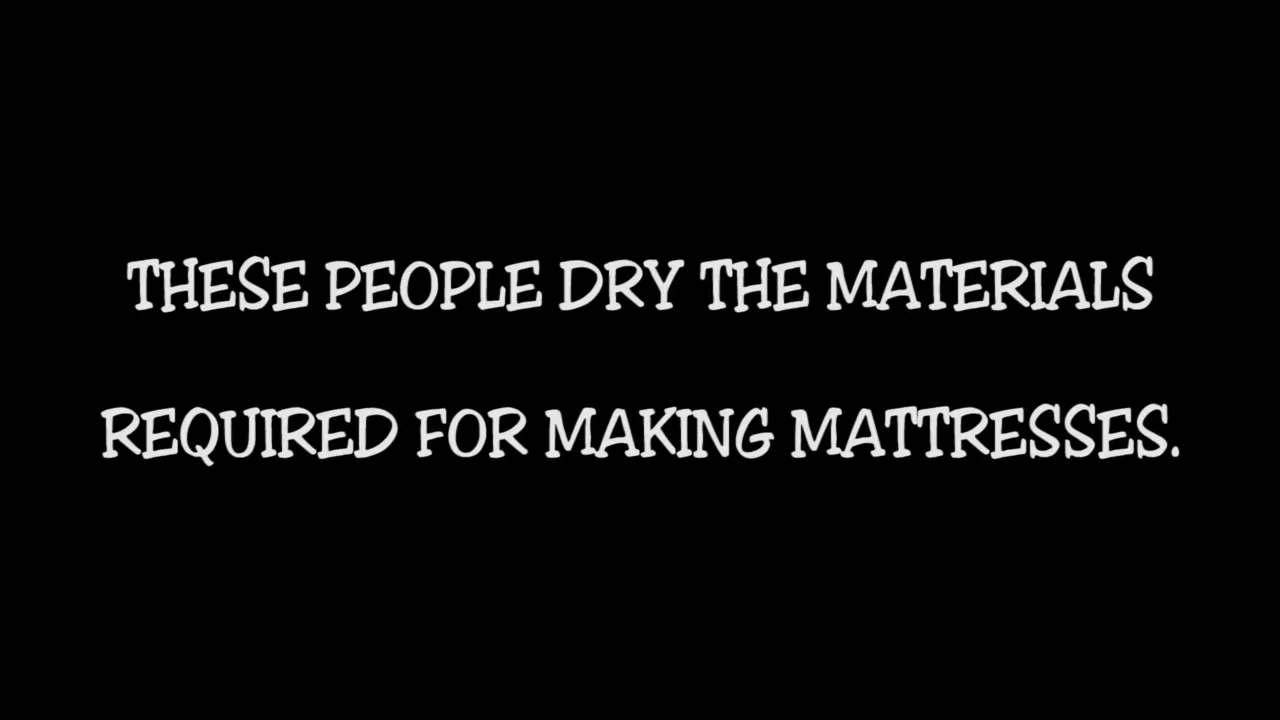 THESE PEOPLE DRY THE MATERIALS
REQUIRED FOR MAKING MATTRESSES.